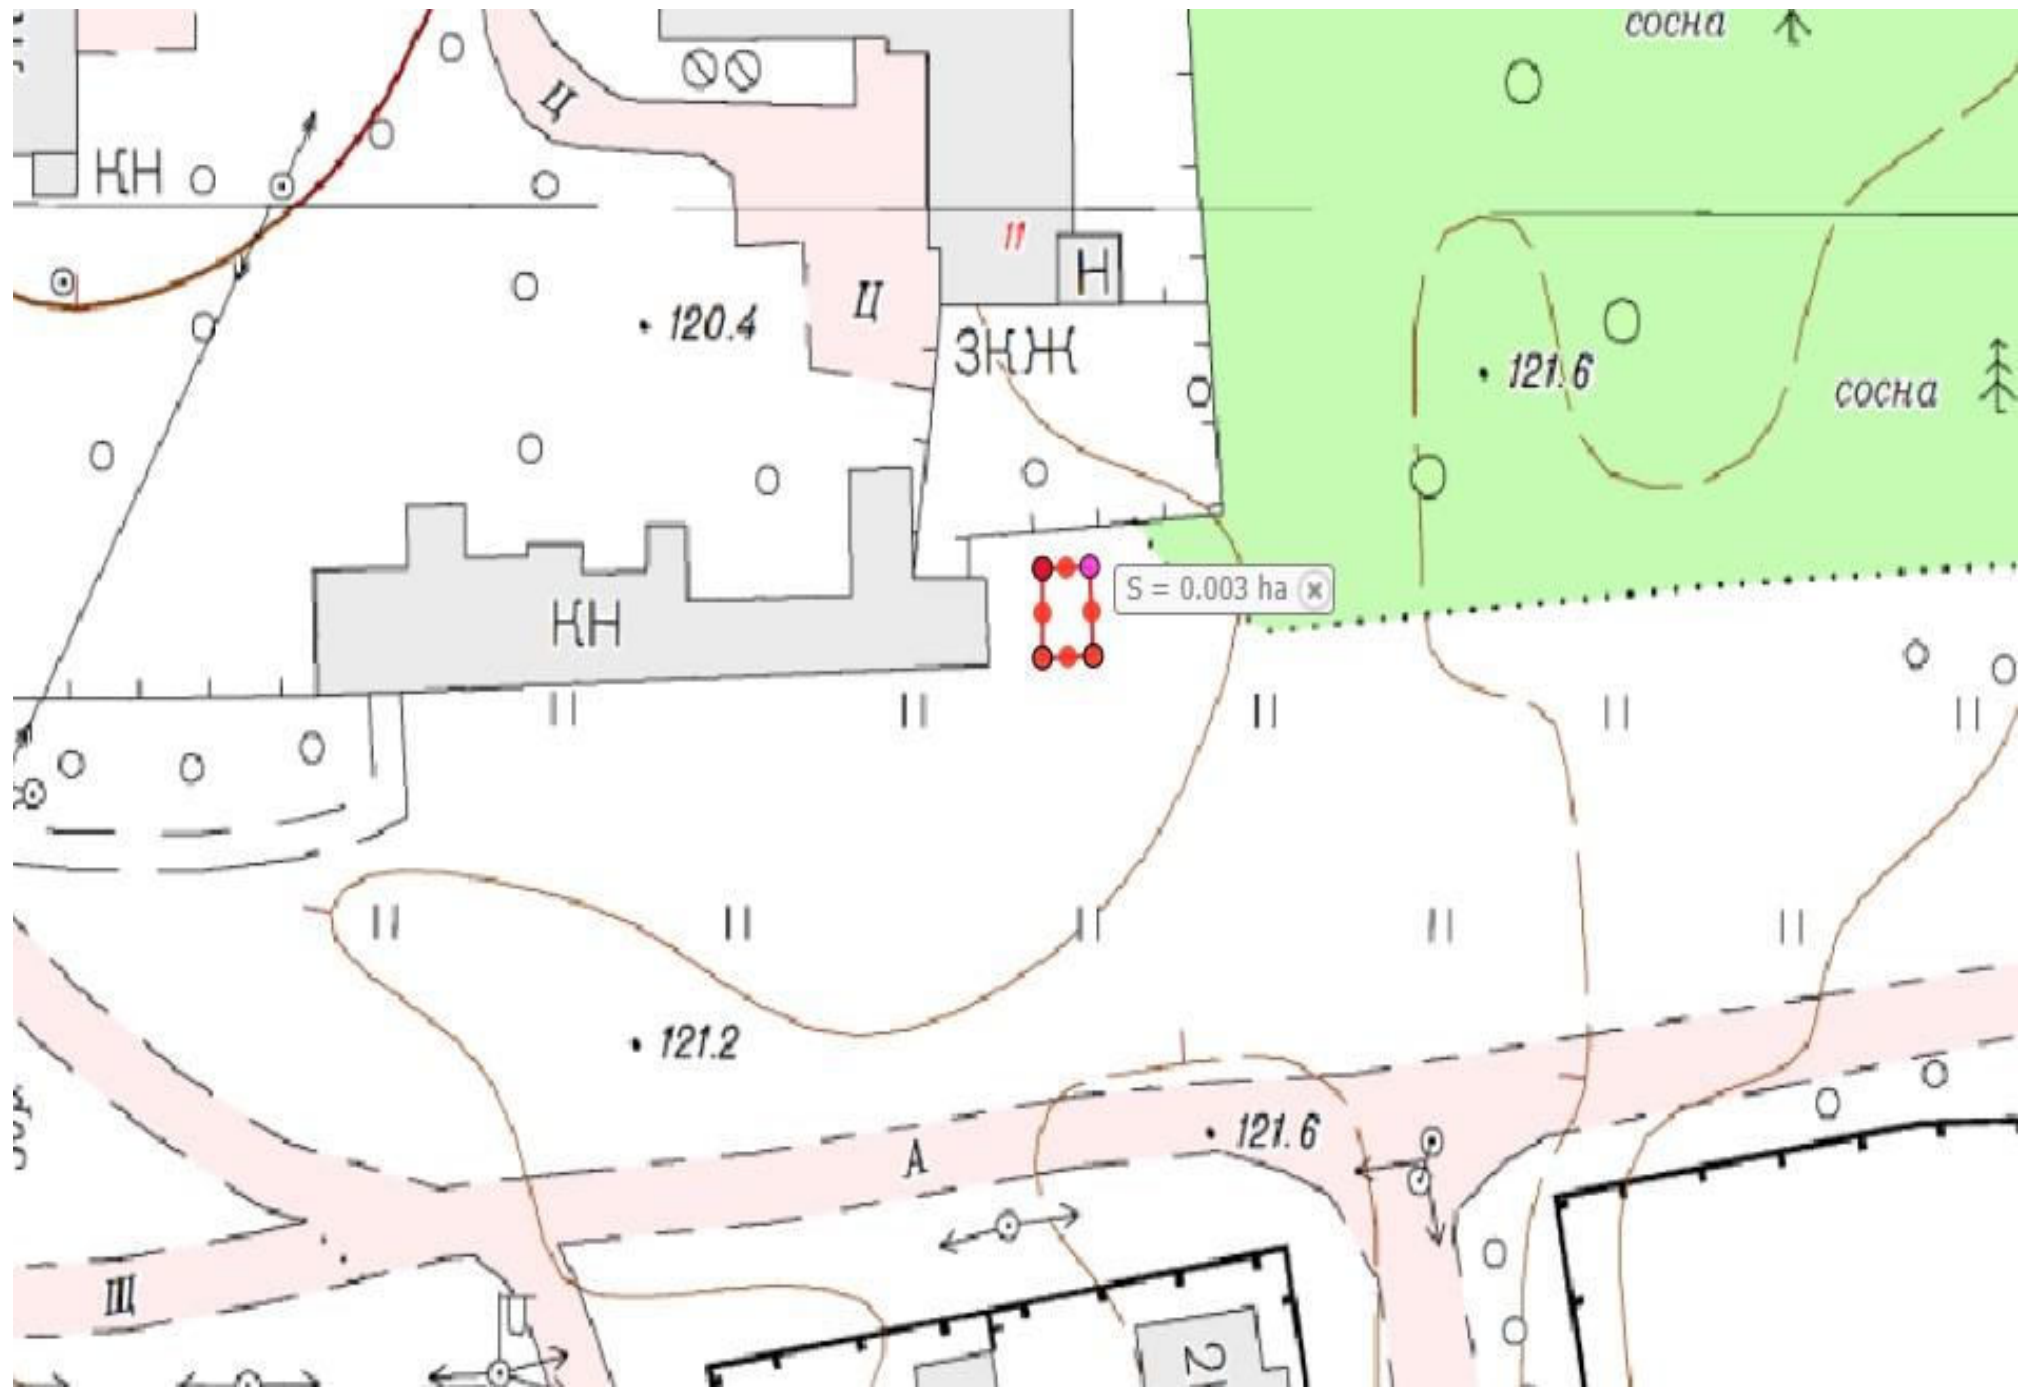 сосна
Ц
КН
11
Н
120.4
Ц
ЗКЖ
121.6
сосна
S = 0.003 ha
КН
121.2
121.6
А
Щ